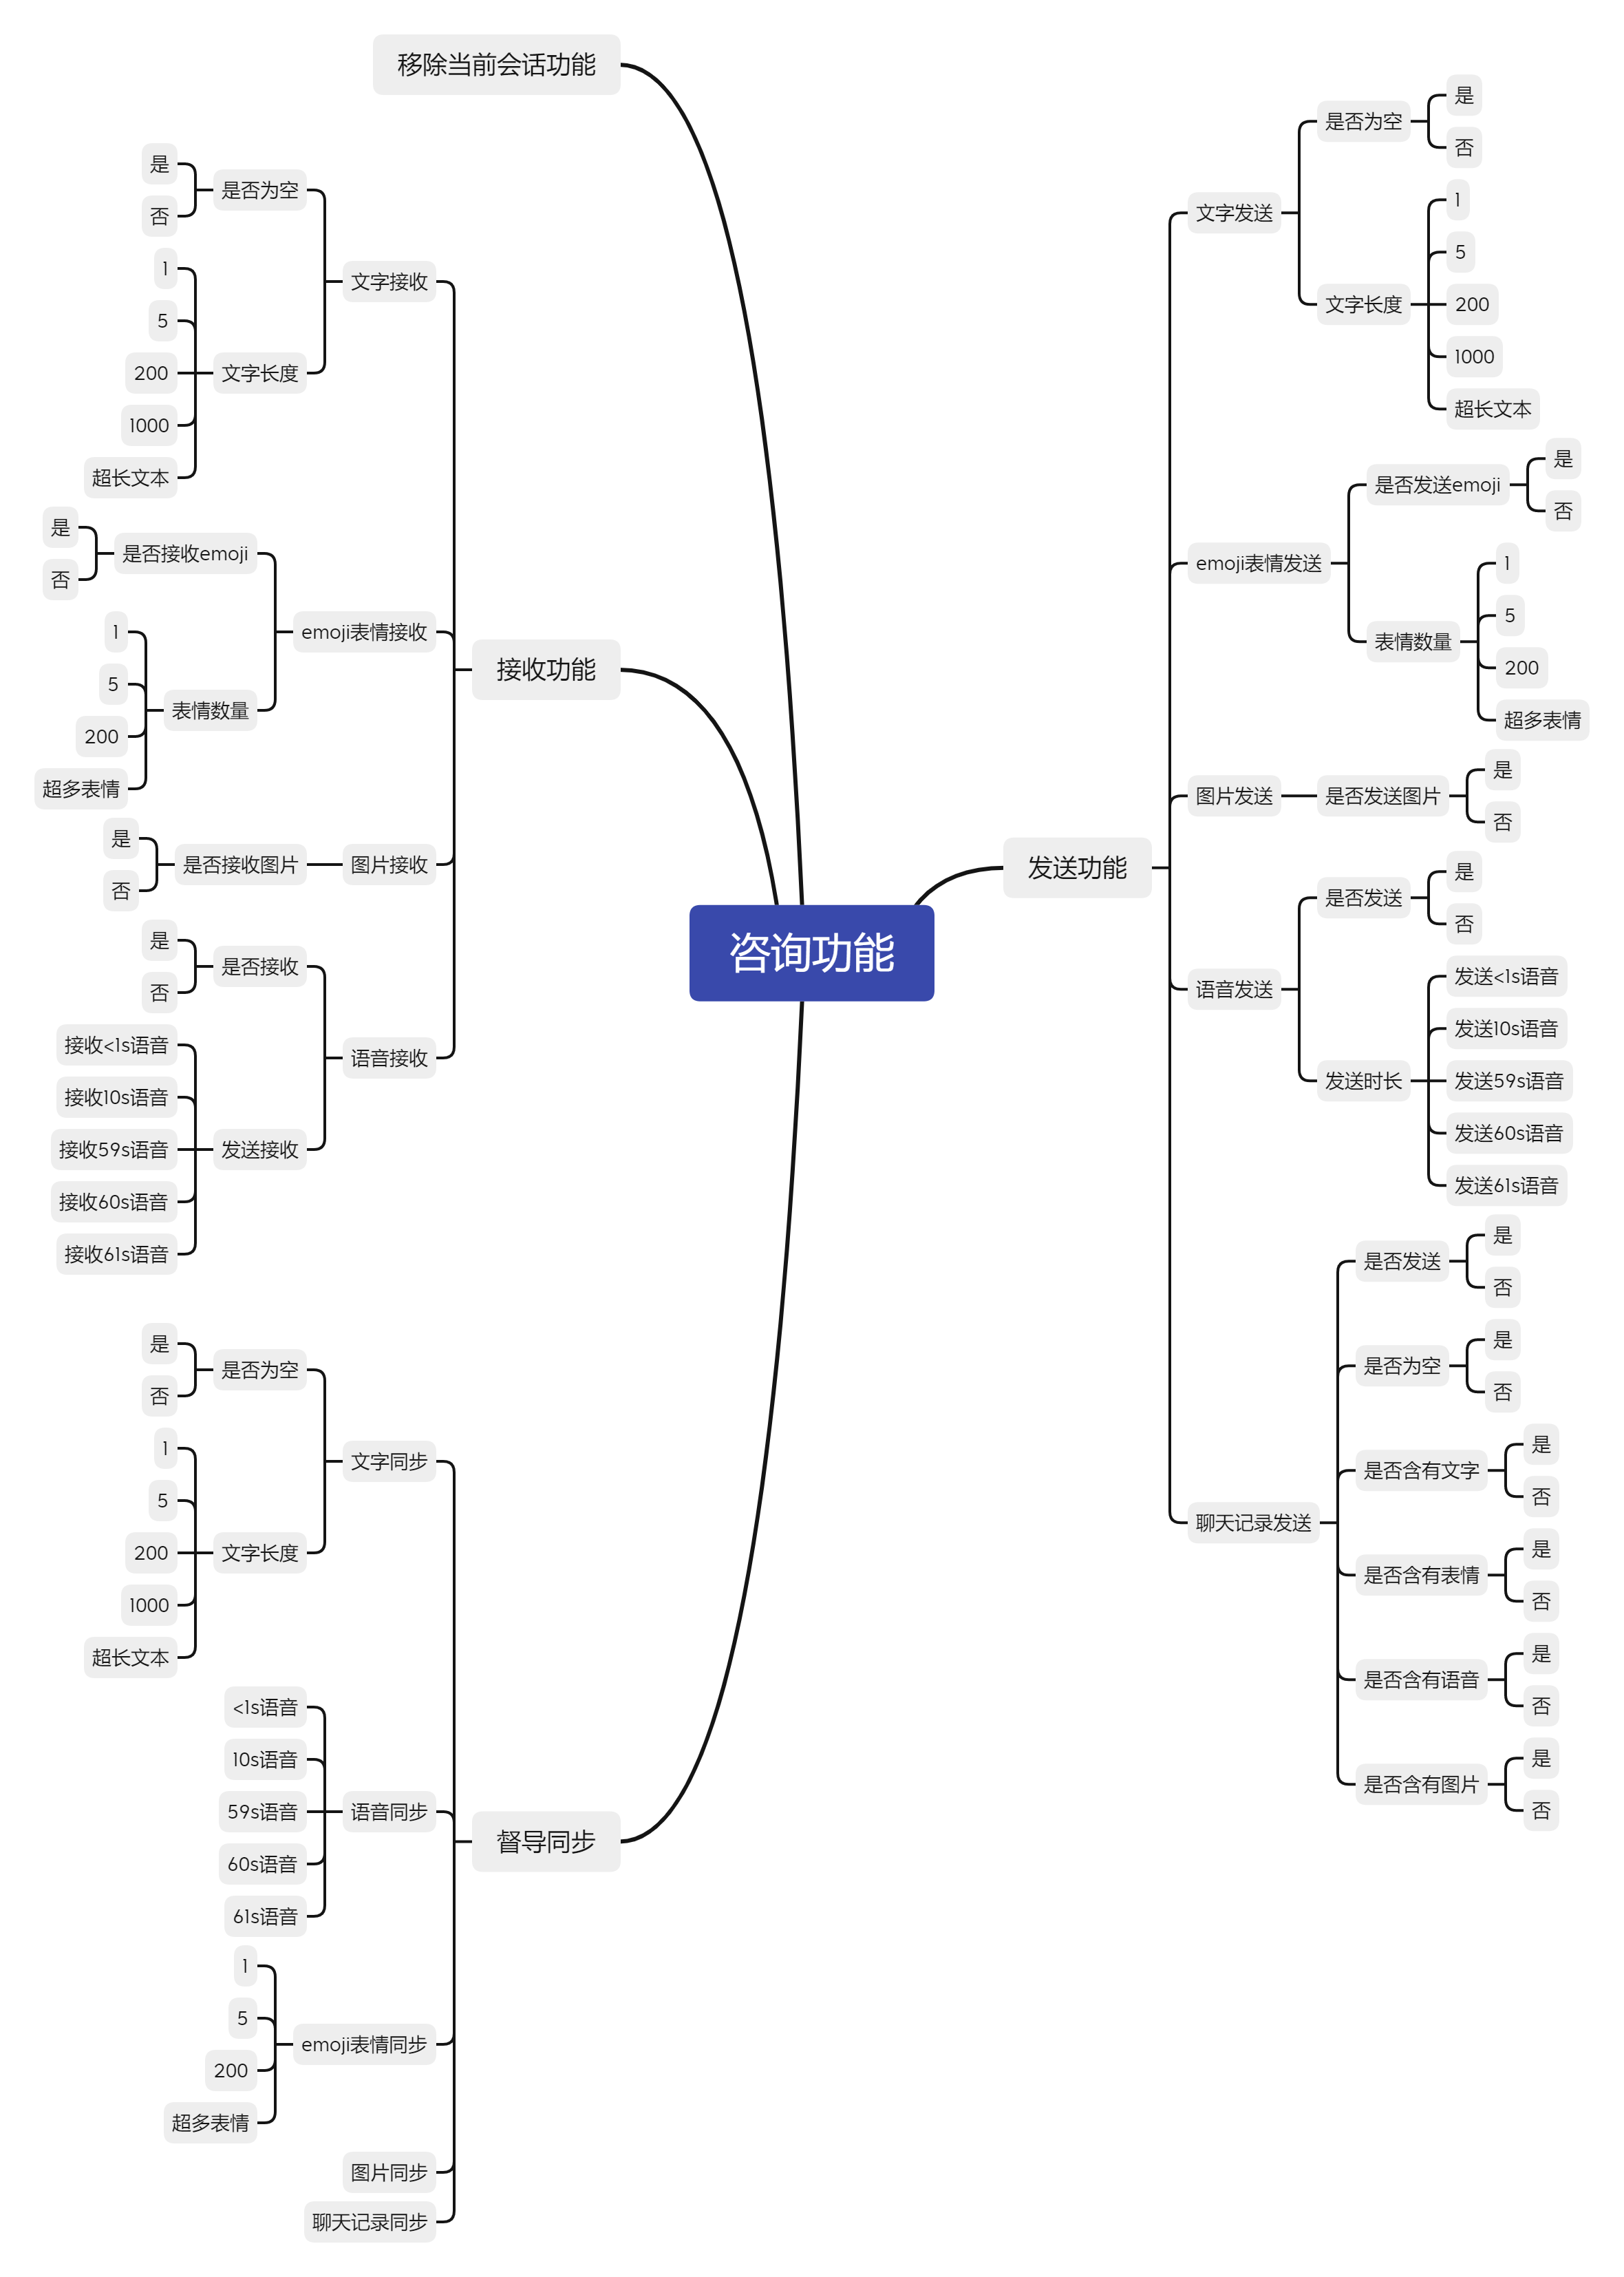 咨询功能
发送功能
文字发送
是否为空
是
否
文字长度
1
5
200
1000
超长文本
emoji表情发送
是否发送emoji
是
否
表情数量
1
5
200
超多表情
图片发送
是否发送图片
是
否
语音发送
是否发送
是
否
发送时长
发送<1s语音
发送10s语音
发送59s语音
发送60s语音
发送61s语音
聊天记录发送
是否发送
是
否
是否为空
是
否
是否含有文字
是
否
是否含有表情
是
否
是否含有语音
是
否
是否含有图片
是
否
移除当前会话功能
接收功能
文字接收
是否为空
是
否
文字长度
1
5
200
1000
超长文本
emoji表情接收
是否接收emoji
是
否
表情数量
1
5
200
超多表情
图片接收
是否接收图片
是
否
语音接收
是否接收
是
否
发送接收
接收<1s语音
接收10s语音
接收59s语音
接收60s语音
接收61s语音
督导同步
文字同步
是否为空
是
否
文字长度
1
5
200
1000
超长文本
语音同步
<1s语音
10s语音
59s语音
60s语音
61s语音
emoji表情同步
1
5
200
超多表情
图片同步
聊天记录同步